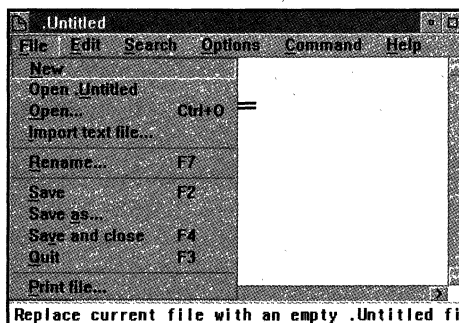 .Untitled
File Edit Search Options Command Help
New
Open .Untitled
Open... Ctrl+O
Import text file...
Rename... F7
Save F2
Save as...
Save and close F4
Quit F3
Print file...
Replace current file with an empty .Untitled fi